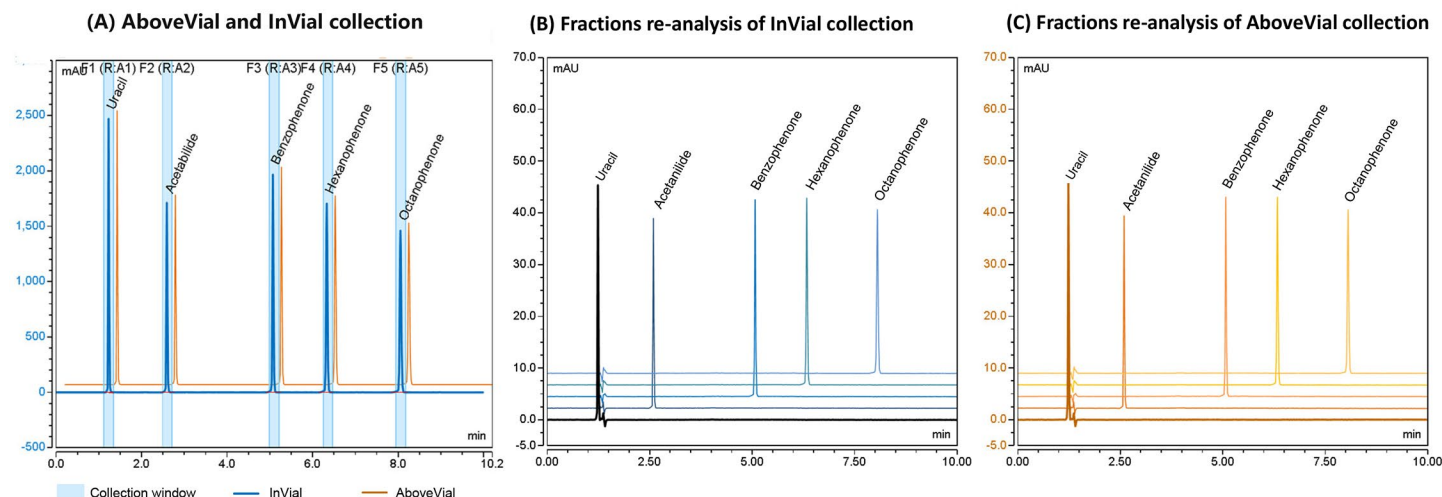 (A) AboveVial and InVial collection
mAU
F1 (R:A1) F2 (R:A2) F3 (R:A3) F4 (R:A4) F5 (R:A5)
Uracil
Acetabilide
Benzophenone
Hexanophenone
Octanophenone
2,500
2,000
1,500
1,000
500
0
-500
min
0.0 2.0 4.0 6.0 8.0 10.2
Collection window InVial AboveVial
(B) Fractions re-analysis of InVial collection
70.0
mAU
60.0
50.0
40.0
30.0
20.0
10.0
0.0
-5.0
Uracil
Acetanilide
Benzophenone
Hexanophenone
Octanophenone
min
0.00 2.50 5.00 7.50 10.00
(C) Fractions re-analysis of AboveVial collection
70.0
mAU
60.0
50.0
40.0
30.0
20.0
10.0
0.0
-5.0
Uracil
Acetanilide
Benzophenone
Hexanophenone
Octanophenone
min
0.00 2.50 5.00 7.50 10.00